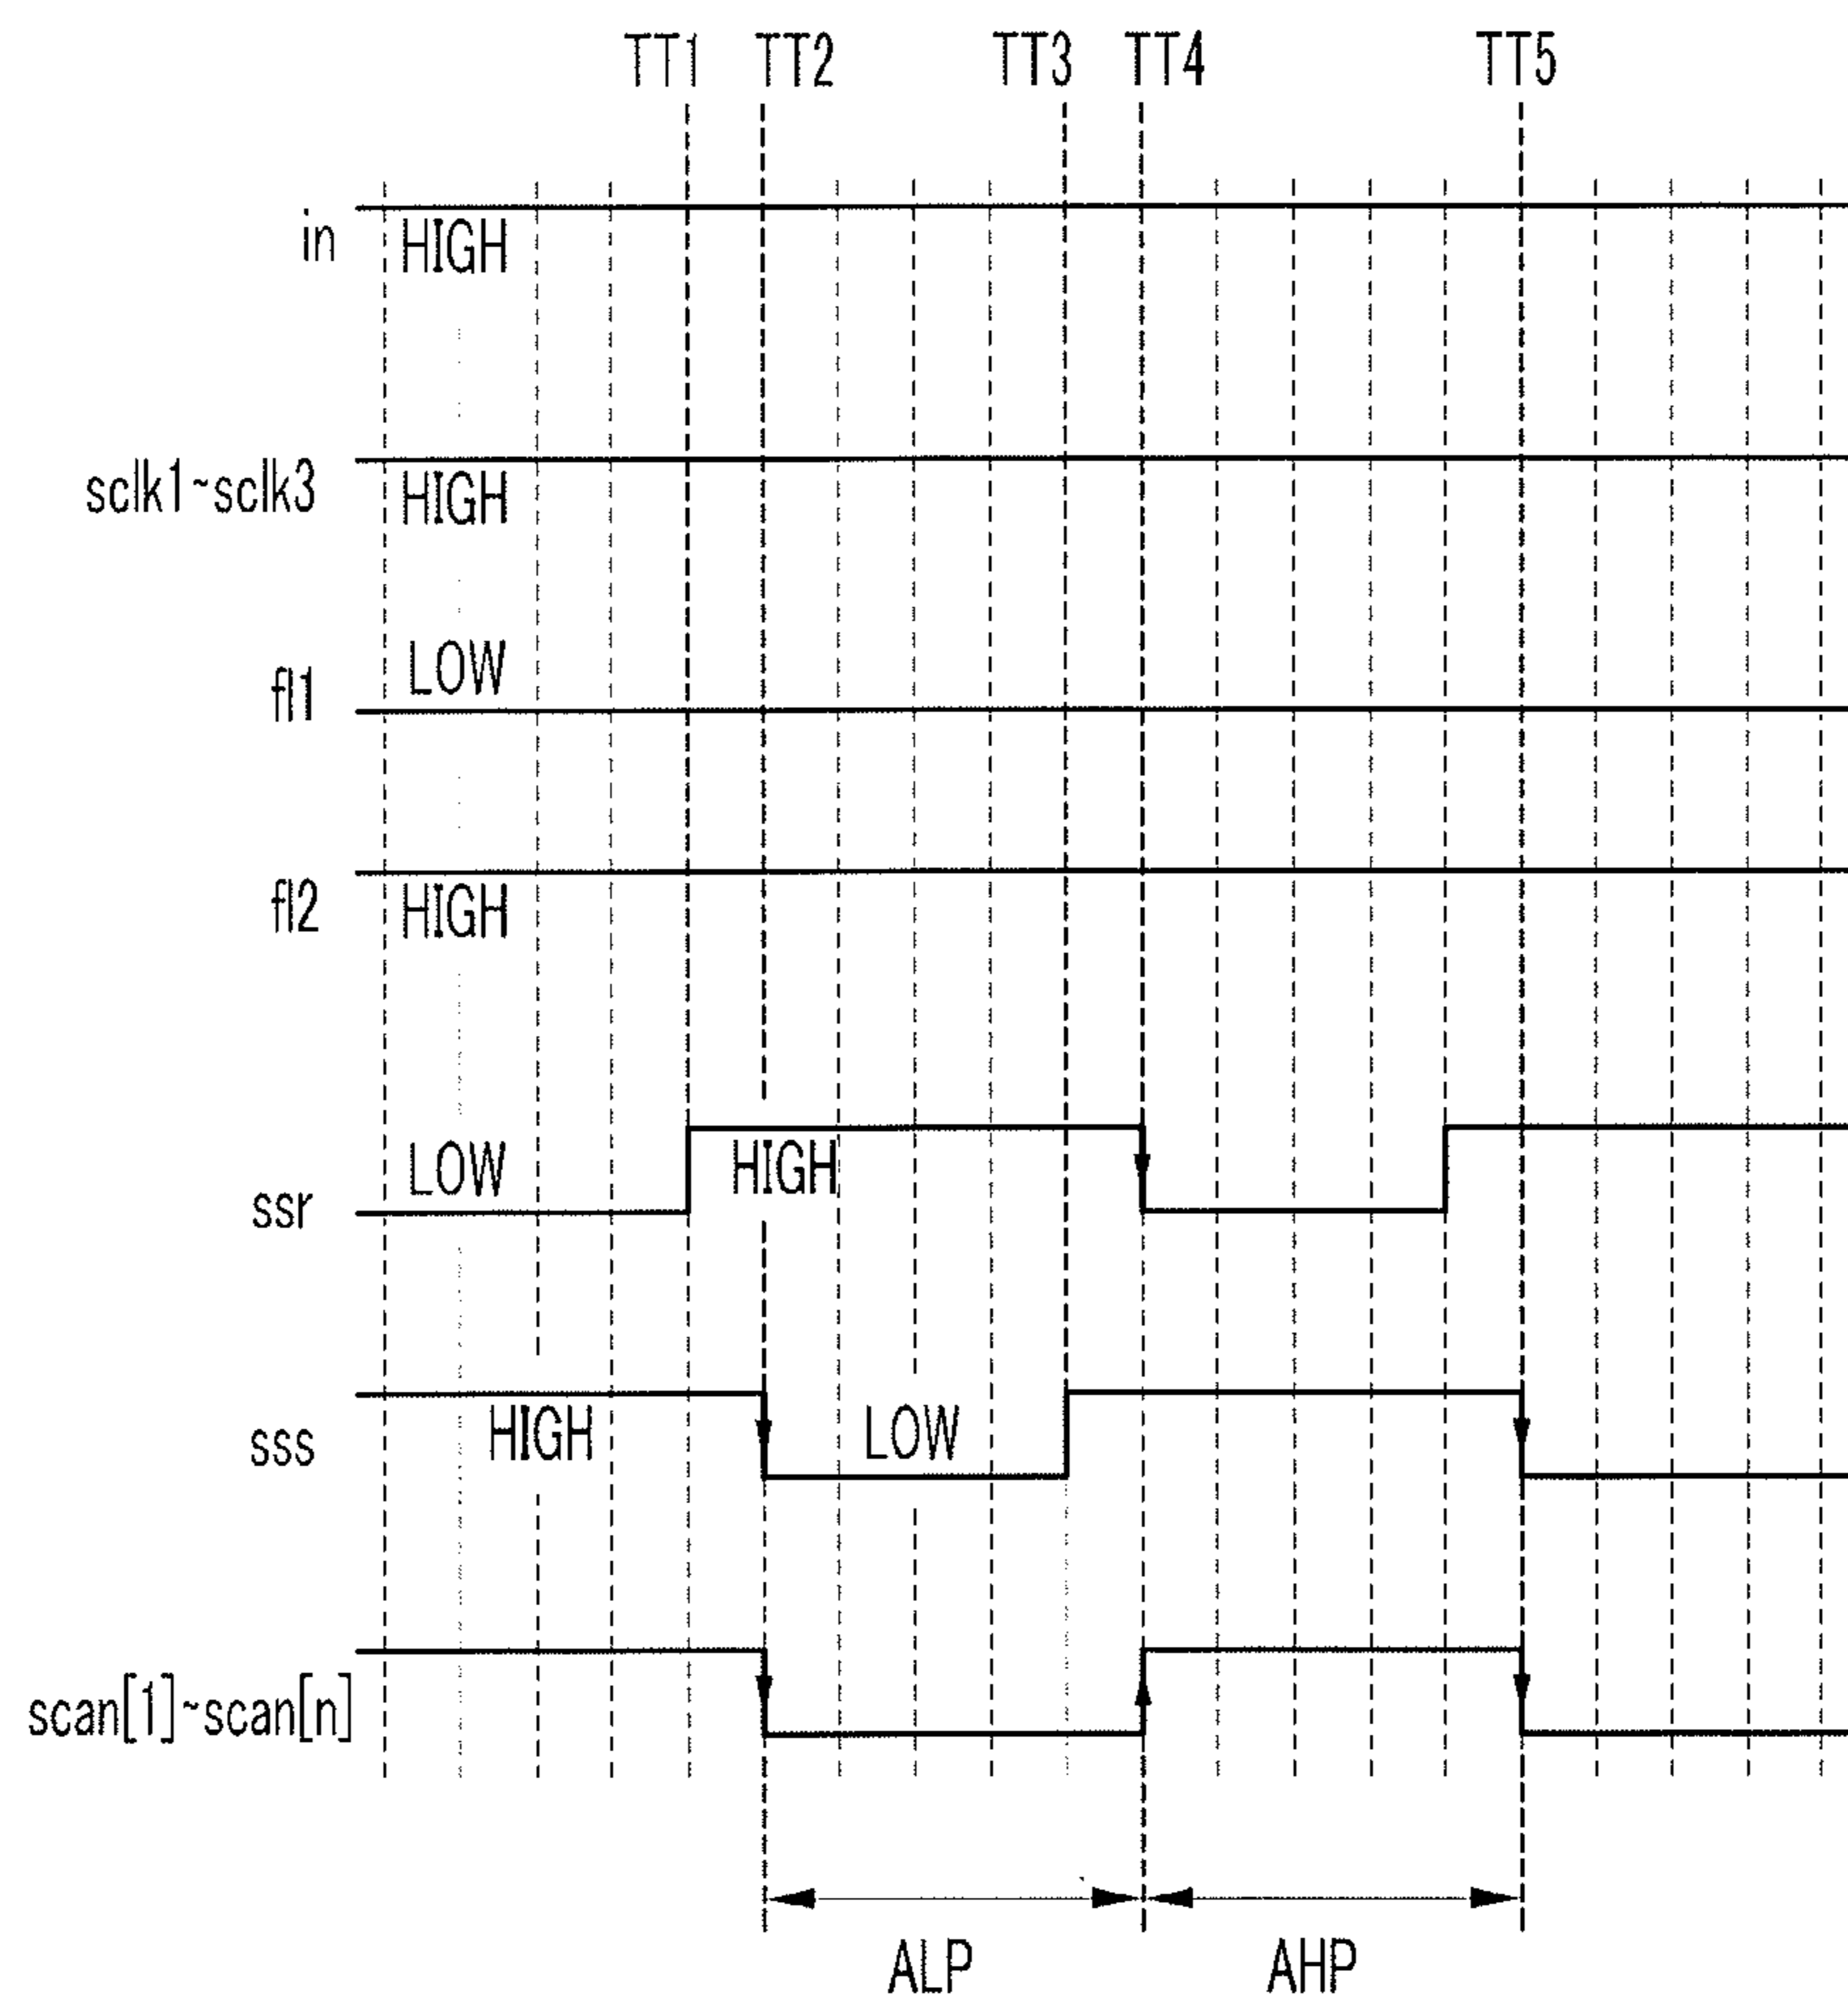 TT1 TT2 TT3 TT4 TT5
in
HIGH
sclk1~sclk3
HIGH
fl1
LOW
fl2
HIGH
ssr
LOW
HIGH
sss
HIGH
LOW
scan[1]~scan[n]
ALP AHP